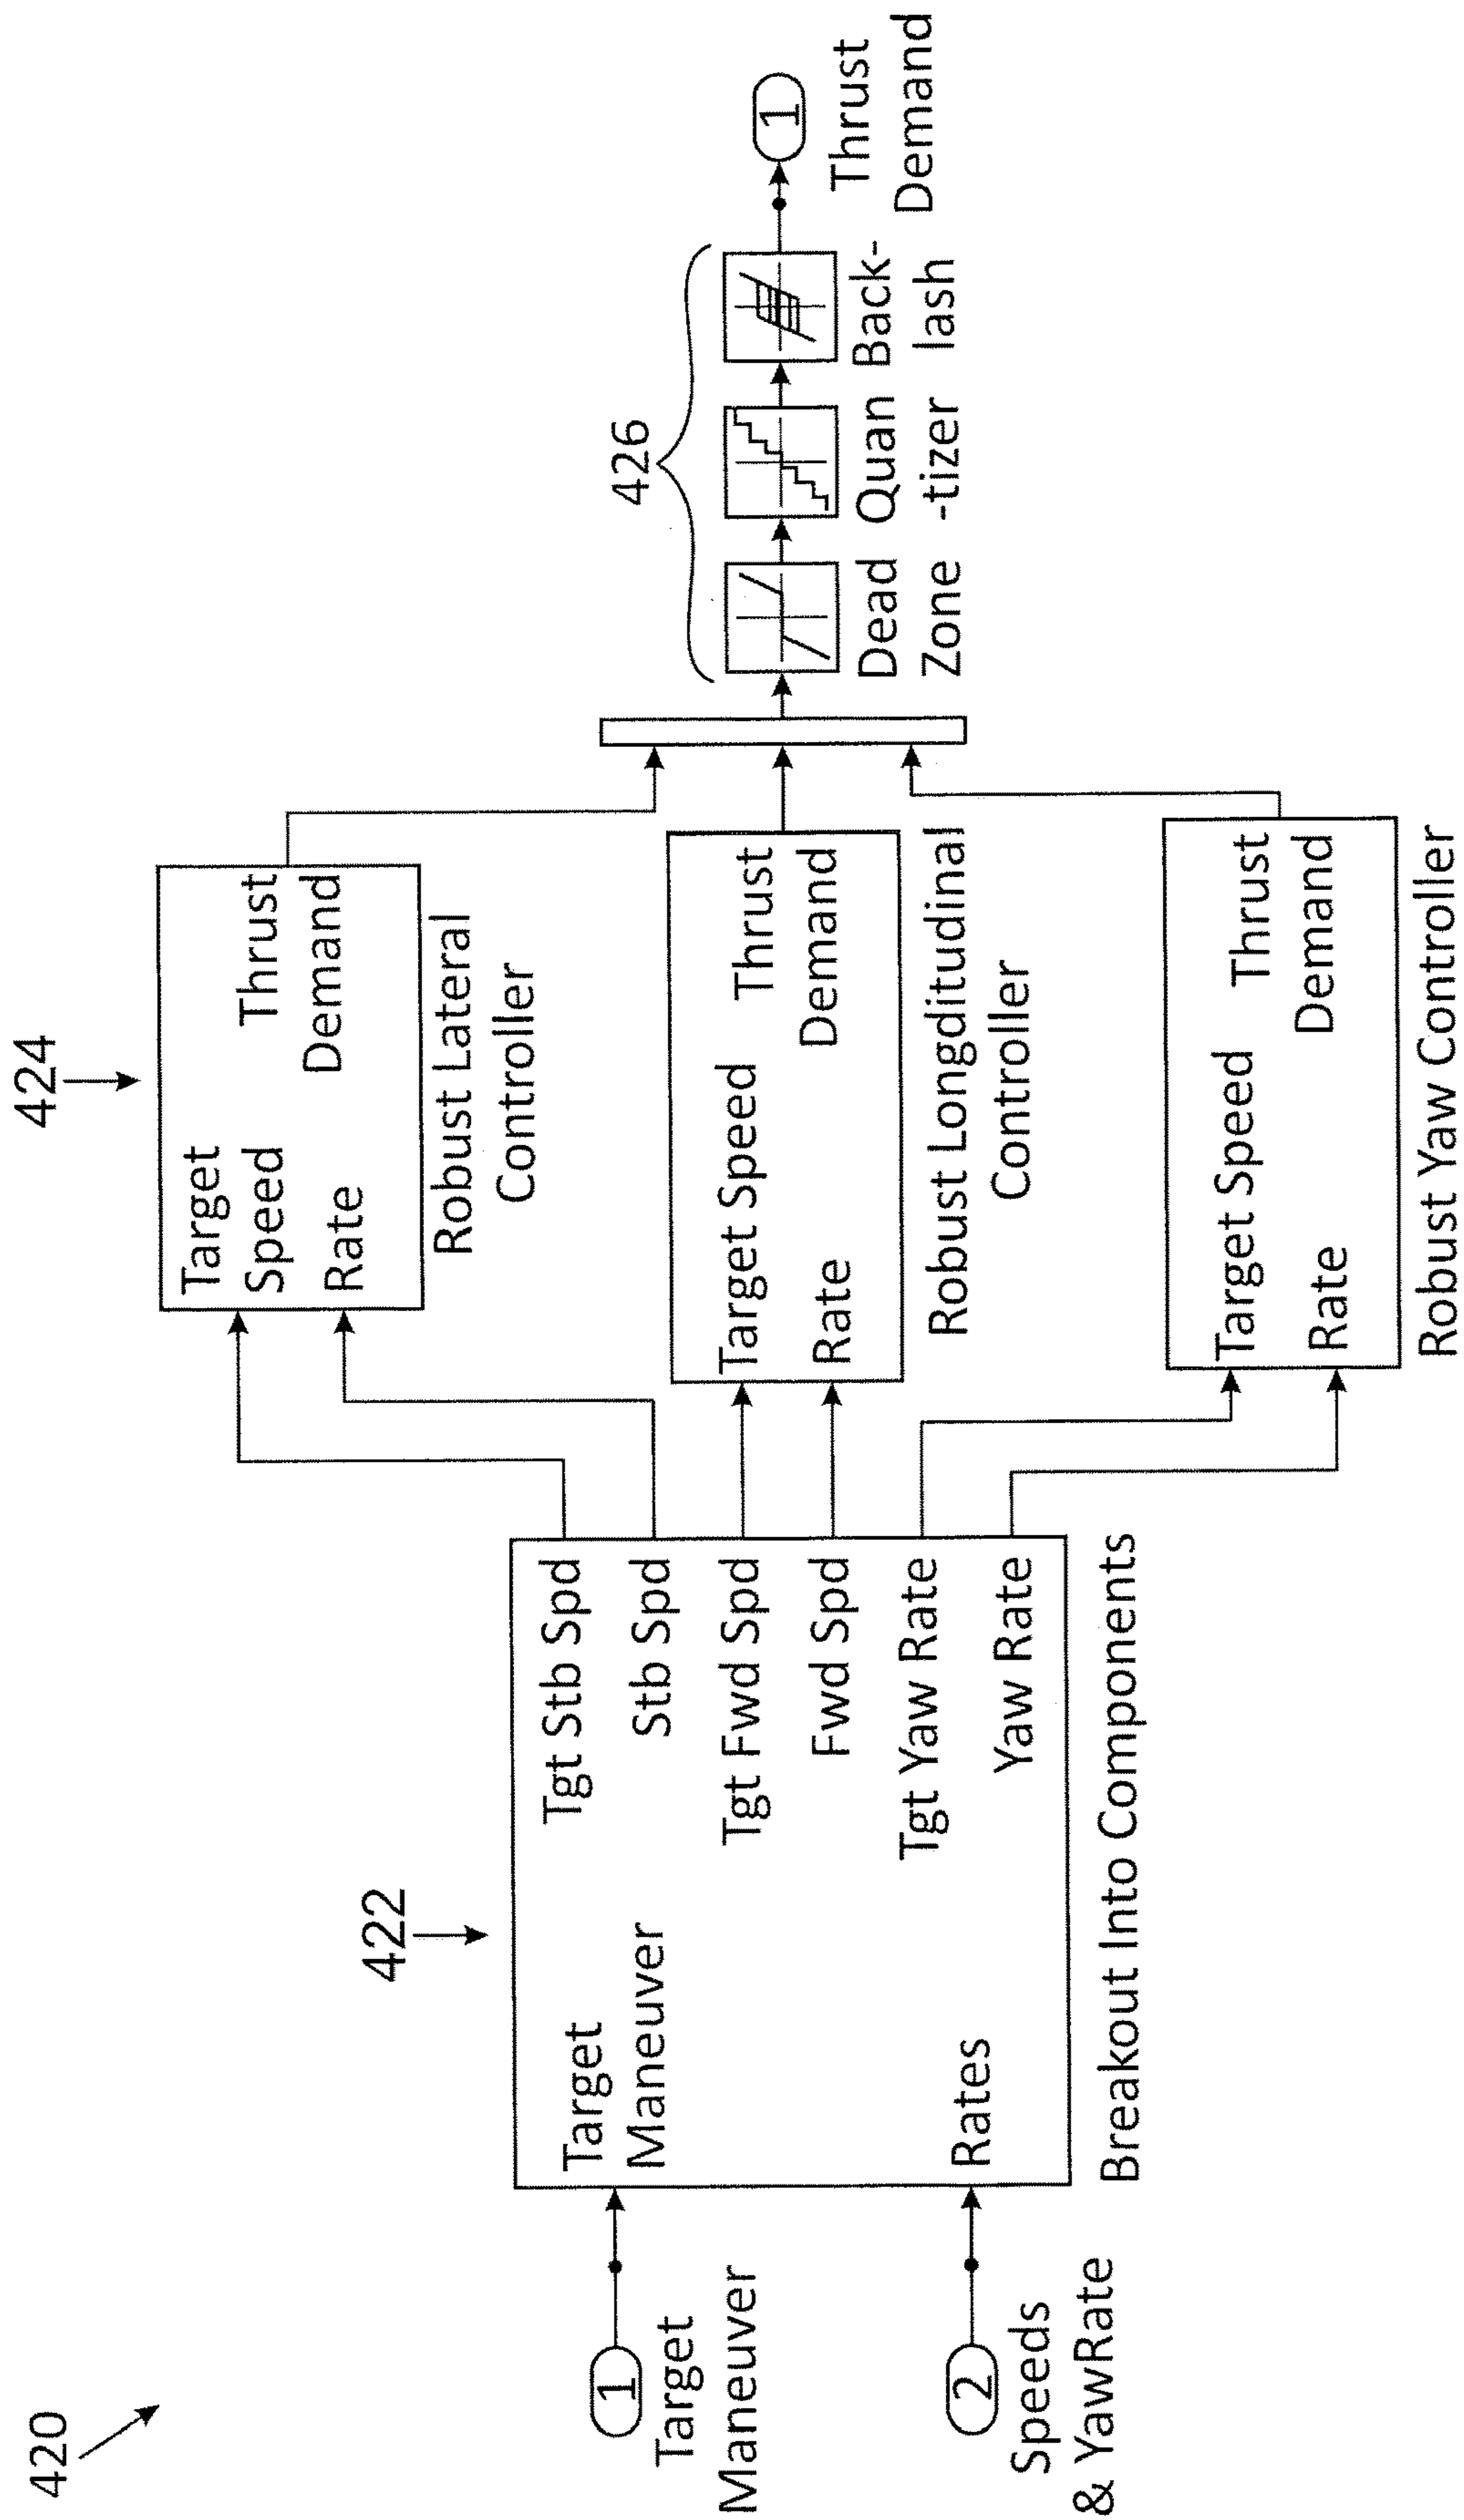 420
1
Target
Maneuver
2
Speeds
& YawRate
422
Target
Maneuver
Rates
Tgt Stb Spd
Stb Spd
Tgt Fwd Spd
Fwd Spd
Tgt Yaw Rate
Yaw Rate
Breakout Into Components
424
Target
Speed
Rate
Thrust
Demand
Robust Lateral
Controller
Target Speed
Rate
Thrust
Demand
Robust Longditudinal
Controller
Target Speed
Rate
Thrust
Demand
Robust Yaw Controller
426
Dead
Zone
Quan
-tizer
Back-
lash
1
Thrust
Demand